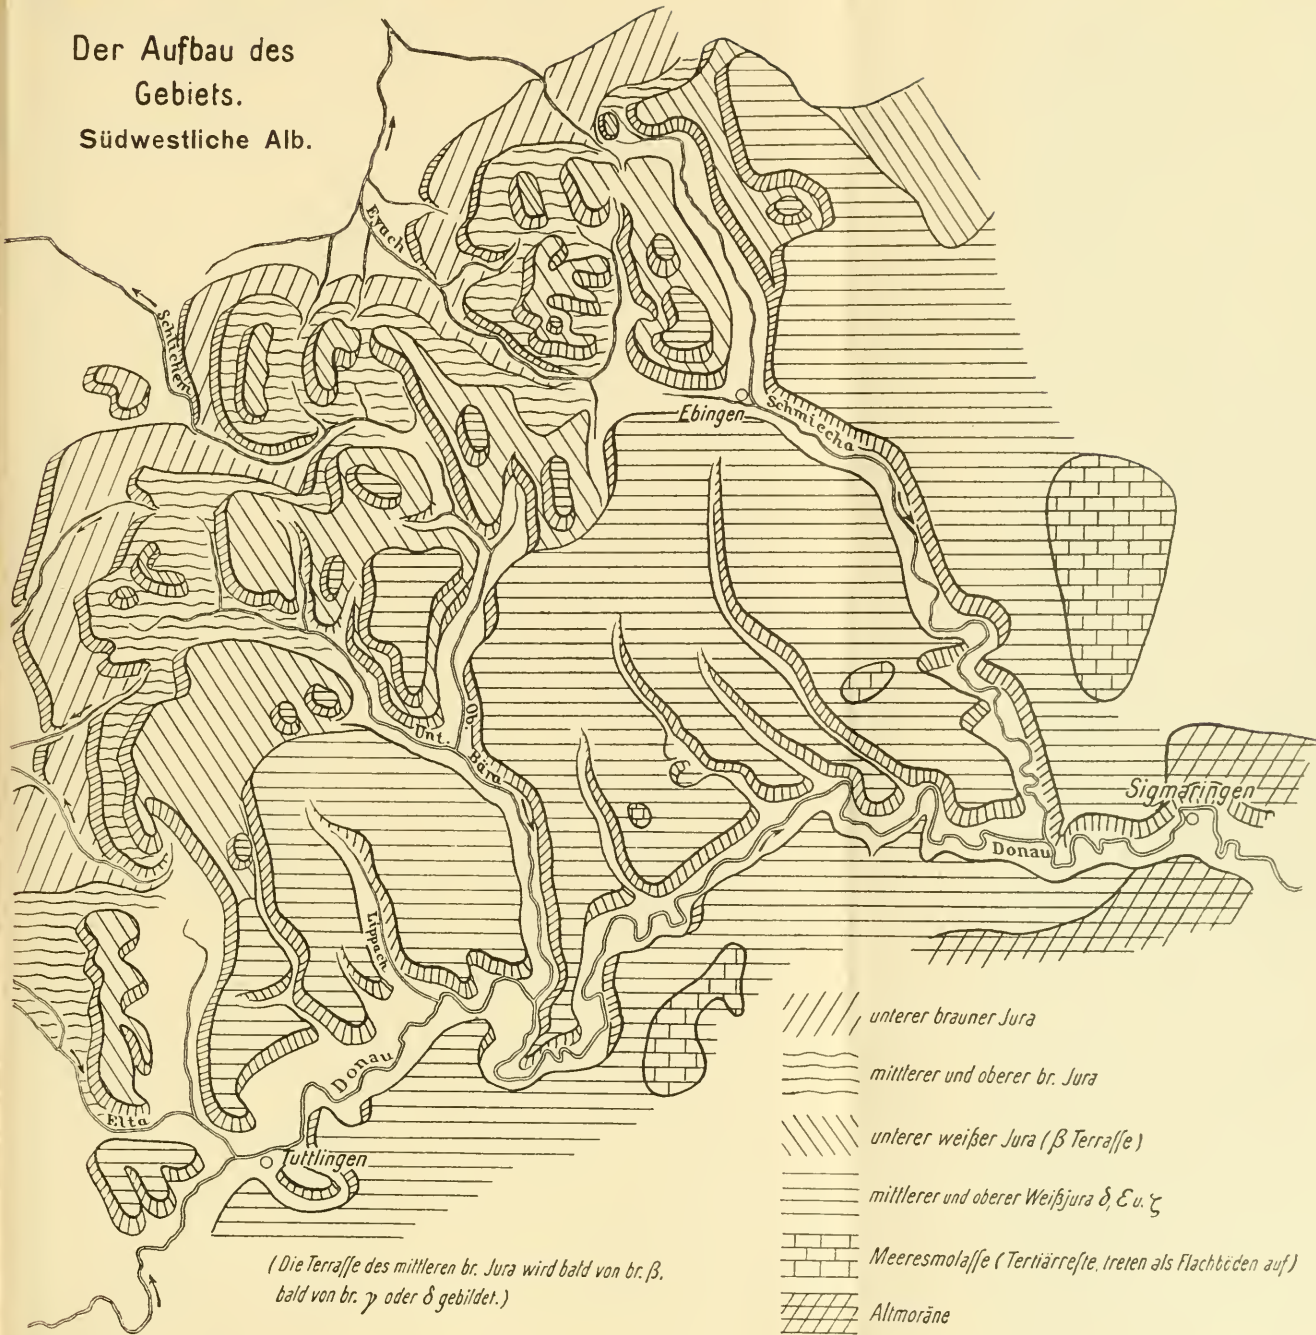 Der Aufbau des
Gebiets.
Südwestliche Alb.
Eyach
Schlichem
Ebingen
Schmiecha
Ob.
Unt.
Bära
Sigmaringen
Donau
Lippach
Donau
Elta
Tuttlingen
unterer brauner Jura
mittlerer und oberer br. Jura
unterer weißer Jura (β Terraſſe)
mittlerer und oberer Weißjura δ, ε u. ζ
Meeresmolaſſe (Tertiärreſte, treten als Flachböden auf)
Altmoräne
(Die Terraſſe des mittleren br. Jura wird bald von br. β,
bald von br. γ oder δ gebildet.)